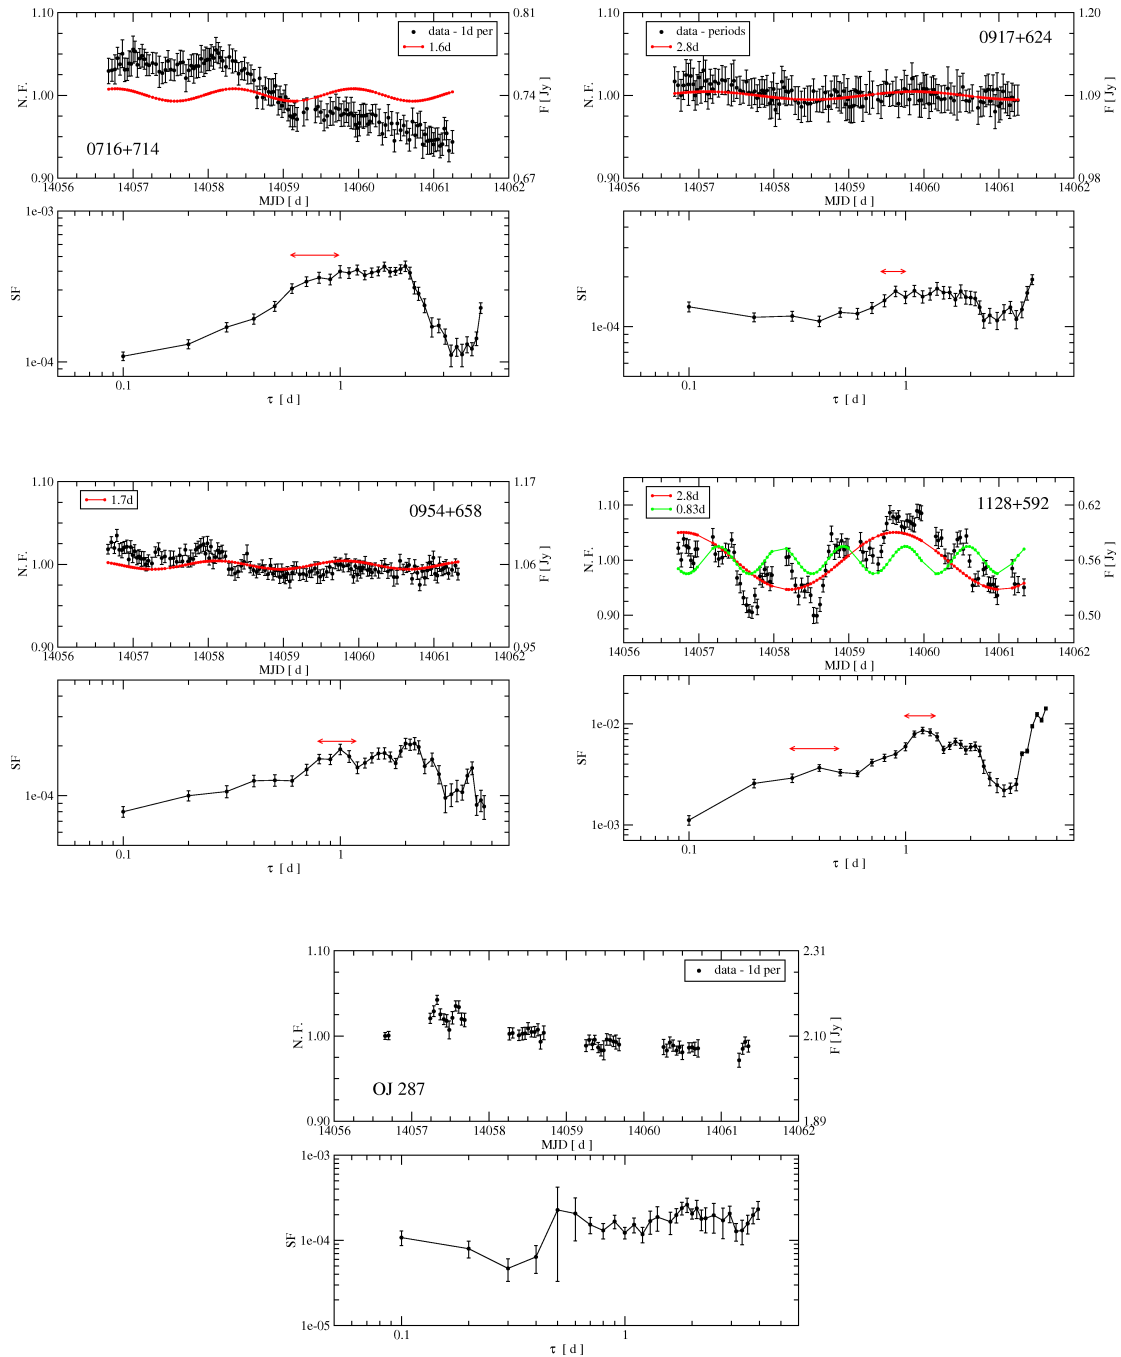 1.10
1.00
0.90
N. F.
data - 1d per
1.6d
0716+714
0.81
0.74
0.67
F [ Jy ]
14056 14057 14058 14059 14060 14061 14062
MJD [ d ]
1e-03
1e-04
SF
0.1 1
τ [ d ]
1.10
1.00
0.90
N. F.
data - periods
2.8d
0917+624
1.20
1.09
0.98
F [ Jy ]
14056 14057 14058 14059 14060 14061 14062
MJD [ d ]
1e-04
SF
0.1 1
τ [ d ]
1.10
1.00
0.90
N. F.
1.7d
0954+658
1.17
1.06
0.95
F [ Jy ]
14056 14057 14058 14059 14060 14061 14062
MJD [ d ]
1e-04
SF
0.1 1
τ [ d ]
1.10
1.00
0.90
N. F.
2.8d
0.83d
1128+592
0.62
0.56
0.50
F [ Jy ]
14056 14057 14058 14059 14060 14061 14062
MJD [ d ]
1e-02
1e-03
SF
0.1 1
τ [ d ]
1.10
1.00
0.90
N. F.
data - 1d per
OJ 287
2.31
2.10
1.89
F [ Jy ]
14056 14057 14058 14059 14060 14061 14062
MJD [ d ]
1e-03
1e-04
1e-05
SF
0.1 1
τ [ d ]